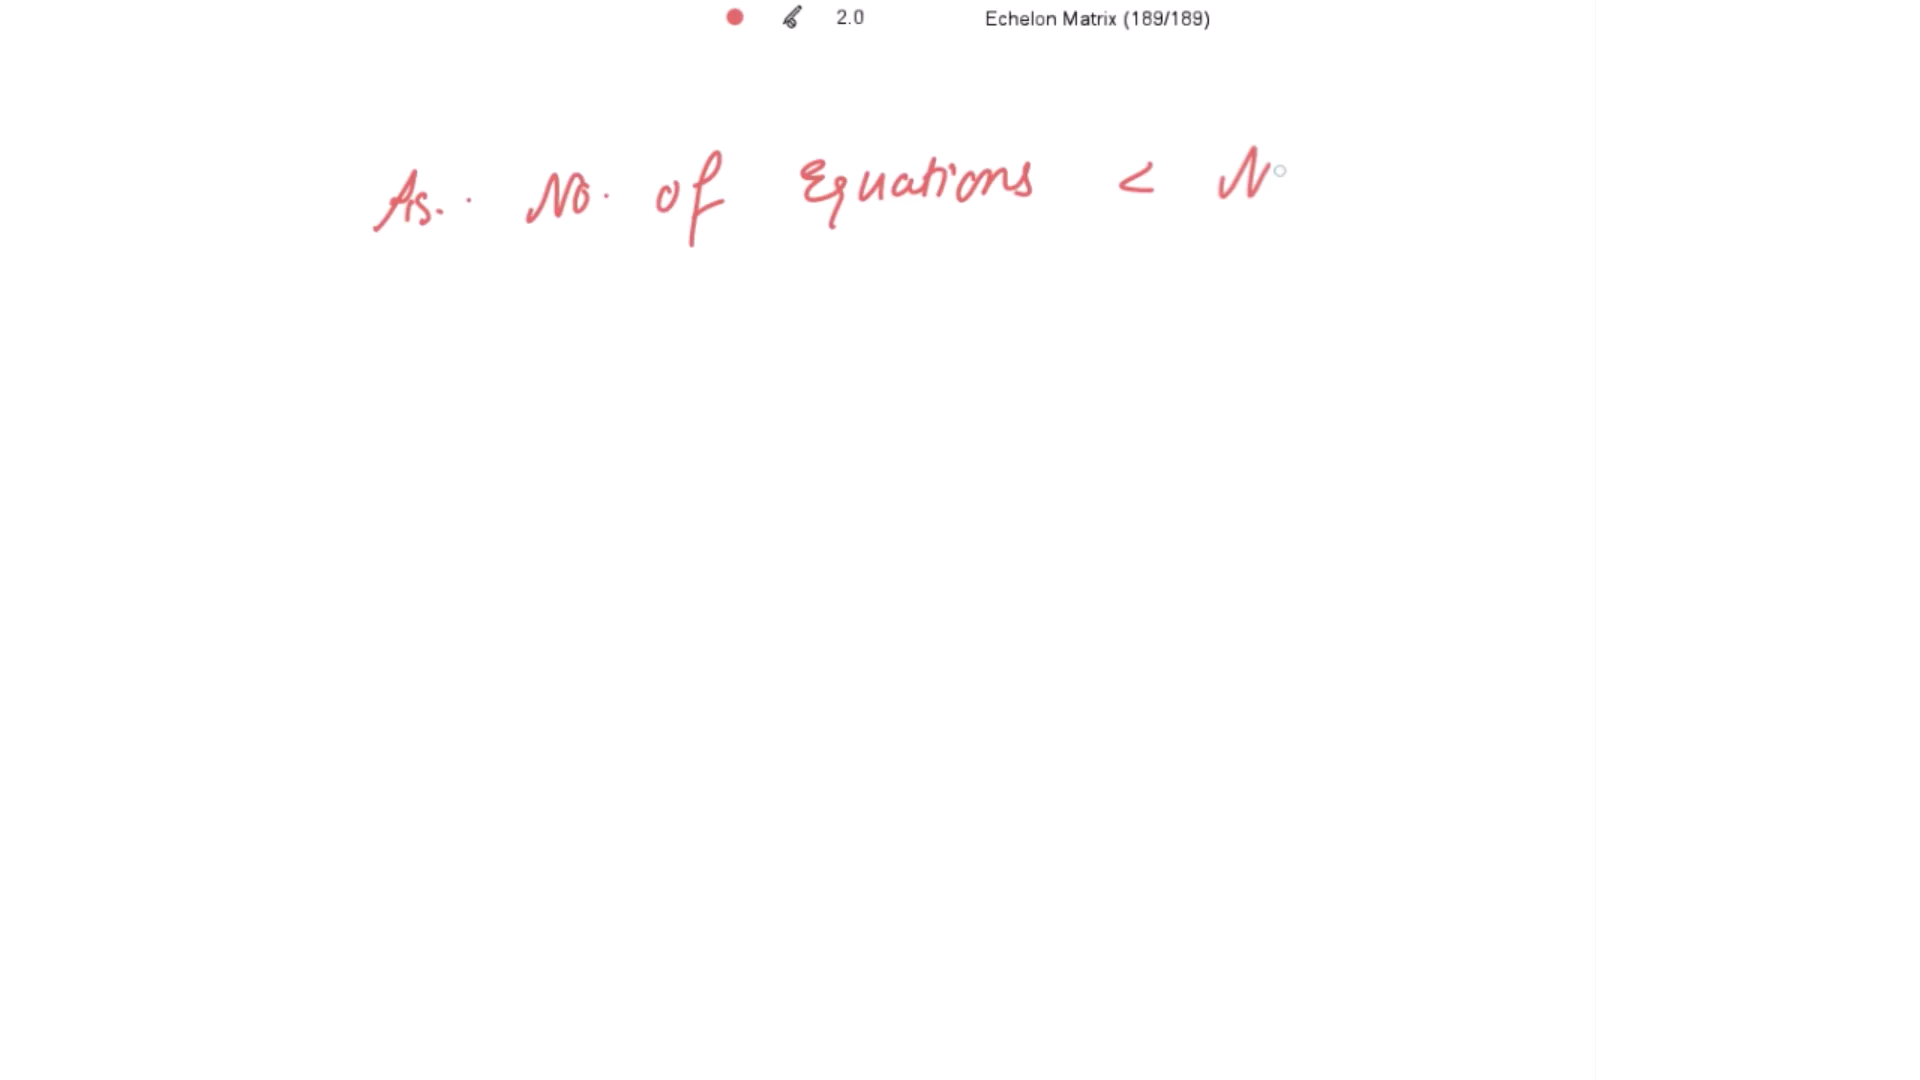 2.0 Echelon Matrix (189/189)
As. No. of Equations < N